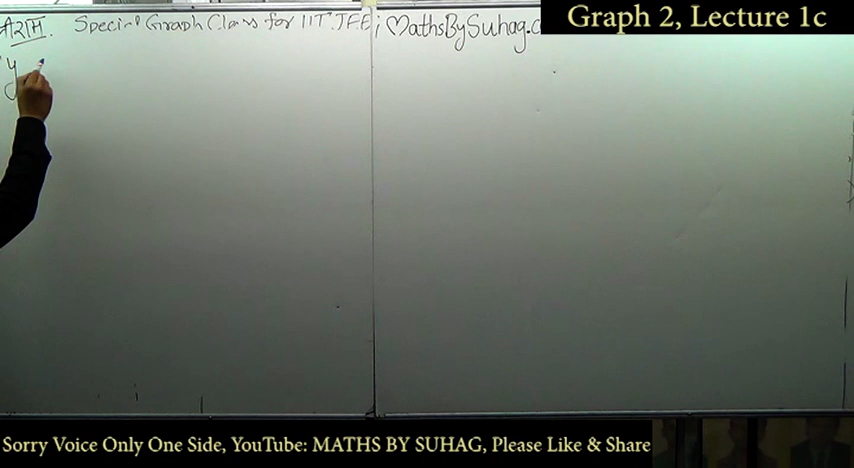 Graph 2, Lecture 1c
Special Graph Class for IIT.JEE; MathsBySuhag.c
y
Sorry Voice Only One Side, YouTube: MATHS BY SUHAG, Please Like & Share